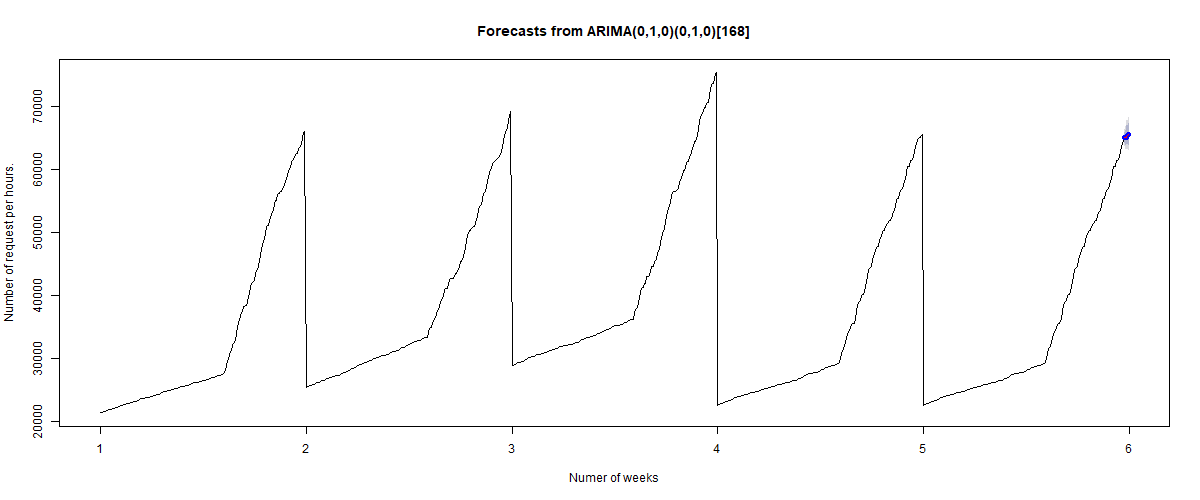 Forecasts from ARIMA(0,1,0)(0,1,0)[168]
Number of request per hours.
70000
60000
50000
40000
30000
20000
1 2 3 4 5 6
Numer of weeks